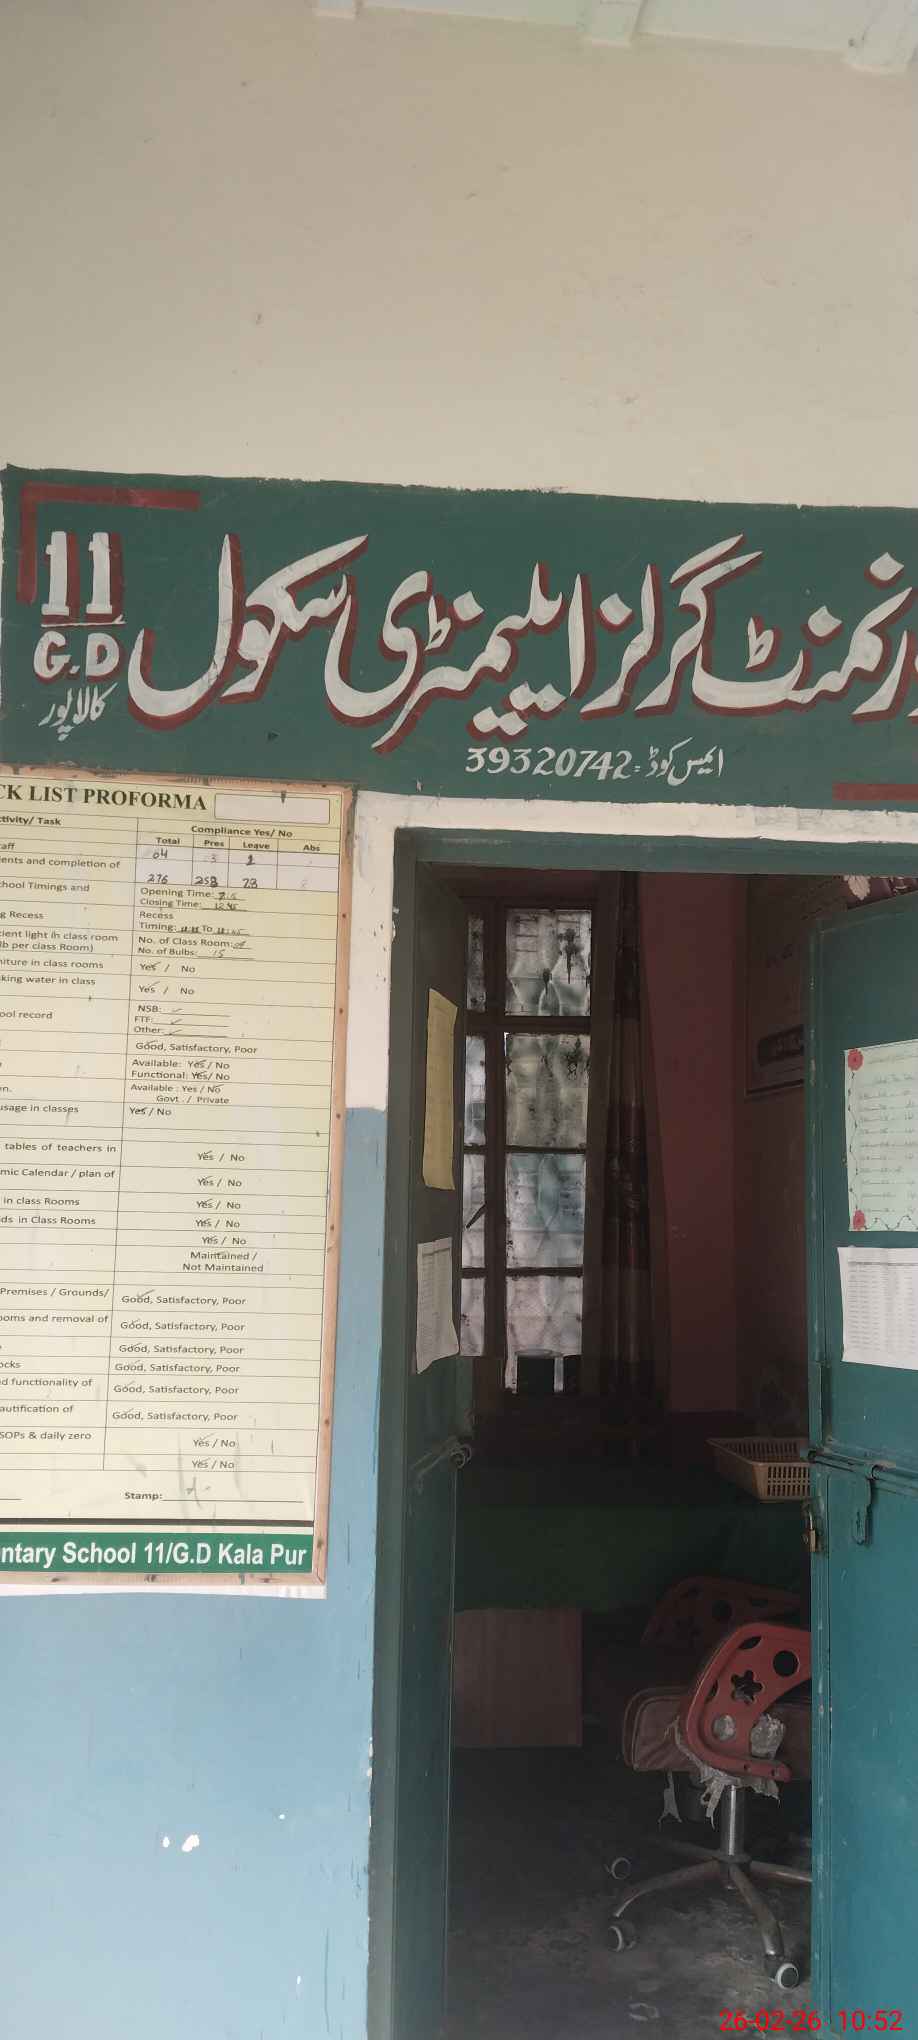 11
G.D
کالاپور
ورنمنٹ گرلز ایلیمنٹری سکول
ایمس کوڈ = 39320742
CK LIST PROFORMA
ctivity/ Task
Compliance Yes/ No
Total Pres Leave Abs
taff
04 3 1
ents and completion of
276 253 23
chool Timings and
Opening Time:
Closing Time: 12:45
g Recess
Recess
Timing: To
cient light in class room
lb per class Room)
No. of Class Room:
No. of Bulbs: 15
niture in class rooms
Yes / No
king water in class
Yes / No
ool record
NSB:
FTF:
Other:
Good, Satisfactory, Poor
Available: Yes / No
Functional: Yes/ No
en.
Available : Yes / No
Govt . / Private
usage in classes
Yes / No
tables of teachers in
Yes / No
mic Calendar / plan of
Yes / No
in class Rooms
Yes / No
ds in Class Rooms
Yes / No
Yes / No
Maintained /
Not Maintained
Premises / Grounds/
Good, Satisfactory, Poor
ooms and removal of
Good, Satisfactory, Poor
Good, Satisfactory, Poor
ocks
Good, Satisfactory, Poor
d functionality of
Good, Satisfactory, Poor
autification of
Good, Satisfactory, Poor
SOPs & daily zero
Yes / No
Yes / No
Stamp:
ntary School 11/G.D Kala Pur
26-02-26 10:52